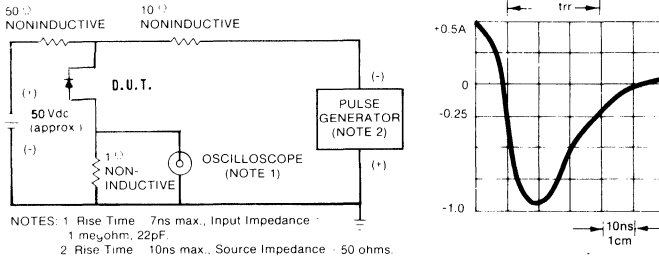 50 Ω
NONINDUCTIVE
10 Ω
NONINDUCTIVE
trr
+0.5A
(+)
D.U.T.
(-)
0
50 Vdc
(approx.)
PULSE
GENERATOR
(NOTE 2)
-0.25
(-)
1 Ω
NON-
INDUCTIVE
OSCILLOSCOPE
(NOTE 1)
(+)
-1.0
NOTES: 1 Rise Time 7ns max., Input Impedance
1 megohm, 22pF.
2 Rise Time 10ns max., Source Impedance 50 ohms.
10ns
1cm